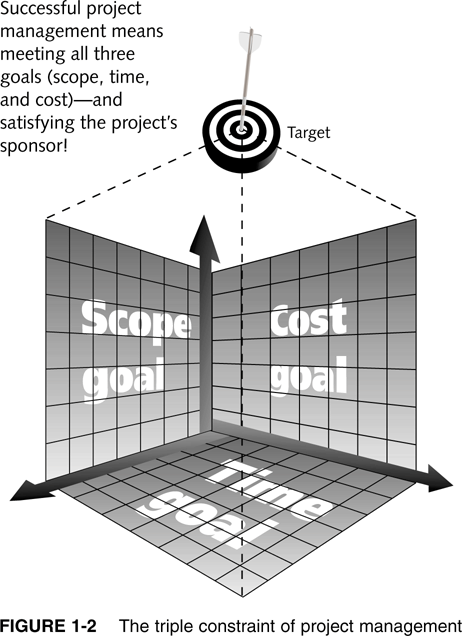 Successful project
management means
meeting all three
goals (scope, time,
and cost)—and
satisfying the project's
sponsor!
Target
Scope
goal
Cost
goal
Time
goal
FIGURE 1-2 The triple constraint of project management